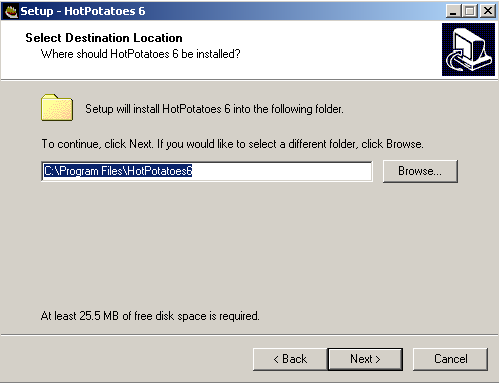 Setup - HotPotatoes 6
Select Destination Location
Where should HotPotatoes 6 be installed?
Setup will install HotPotatoes 6 into the following folder.
To continue, click Next. If you would like to select a different folder, click Browse.
C:\Program Files\HotPotatoes6
Browse...
At least 25.5 MB of free disk space is required.
< Back
Next >
Cancel